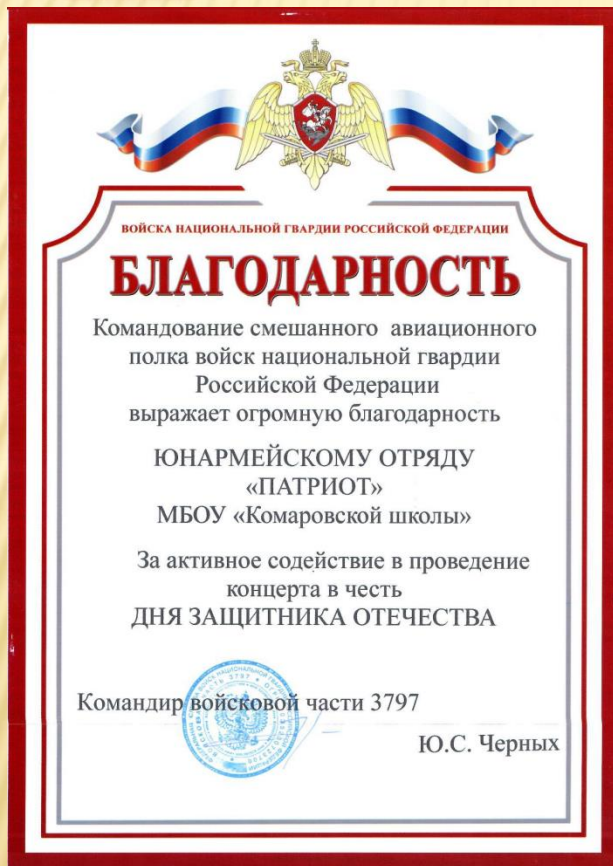 ВОЙСКА НАЦИОНАЛЬНОЙ ГВАРДИИ РОССИЙСКОЙ ФЕДЕРАЦИИ
БЛАГОДАРНОСТЬ
Командование смешанного авиационного
полка войск национальной гвардии
Российской Федерации
выражает огромную благодарность
ЮНАРМЕЙСКОМУ ОТРЯДУ
«ПАТРИОТ»
МБОУ «Комаровской школы»
За активное содействие в проведение
концерта в честь
ДНЯ ЗАЩИТНИКА ОТЕЧЕСТВА
Командир войсковой части 3797
Ю.С. Черных